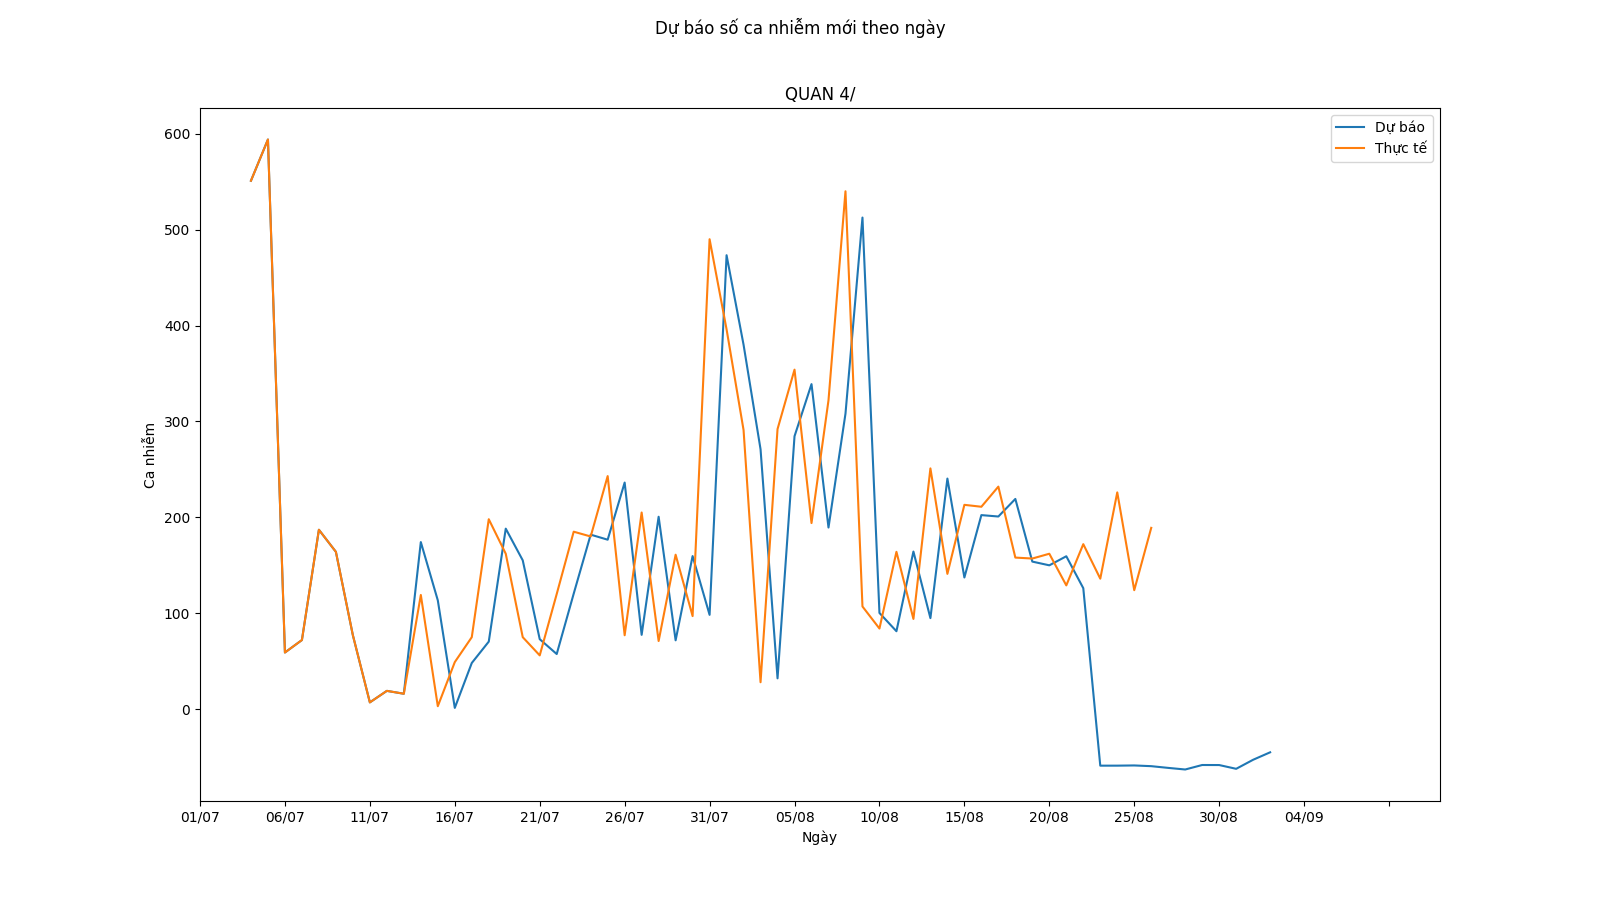 Dự báo số ca nhiễm mới theo ngày
QUAN 4/
Dự báo
Thực tế
600
500
400
300
200
100
0
Ca nhiễm
01/07 06/07 11/07 16/07 21/07 26/07 31/07 05/08 10/08 15/08 20/08 25/08 30/08 04/09
Ngày